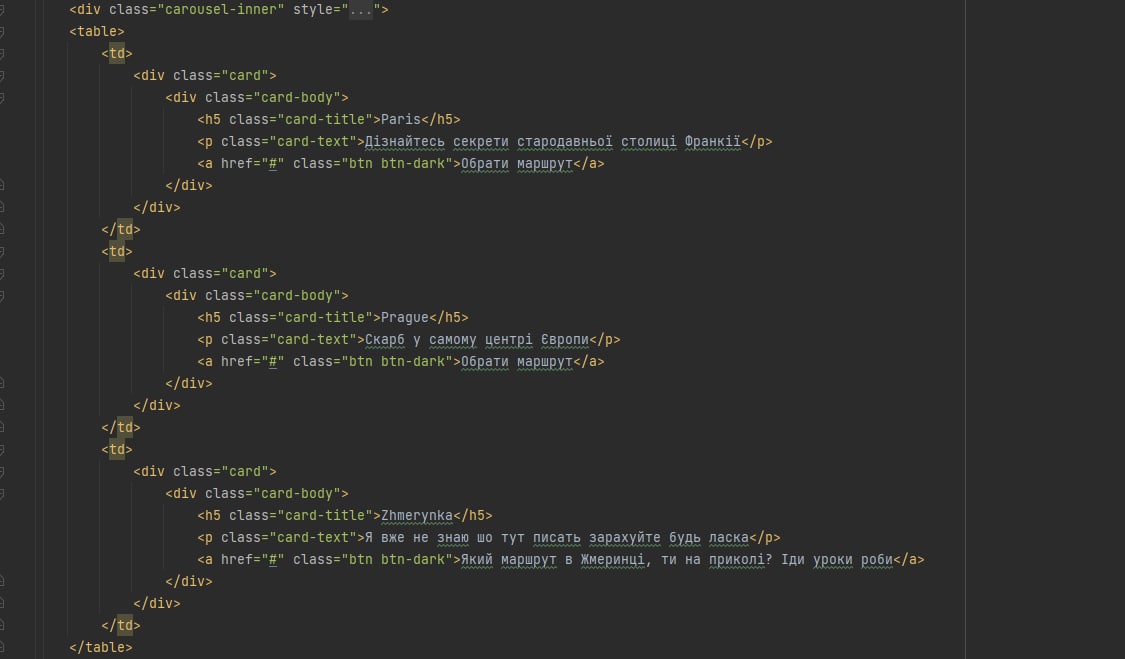 <div class="carousel-inner" style="...">
<table>
<td>
<div class="card">
<div class="card-body">
<h5 class="card-title">Paris</h5>
<p class="card-text">Дізнайтесь секрети стародавньої столиці Франкії</p>
<a href="#" class="btn btn-dark">Обрати маршрут</a>
</div>
</div>
</td>
<td>
<div class="card">
<div class="card-body">
<h5 class="card-title">Prague</h5>
<p class="card-text">Скарб у самому центрі Європи</p>
<a href="#" class="btn btn-dark">Обрати маршрут</a>
</div>
</div>
</td>
<td>
<div class="card">
<div class="card-body">
<h5 class="card-title">Zhmerynka</h5>
<p class="card-text">Я вже не знаю шо тут писать зарахуйте будь ласка</p>
<a href="#" class="btn btn-dark">Який маршрут в Жмеринці, ти на приколі? Іди уроки роби</a>
</div>
</div>
</td>
</table>